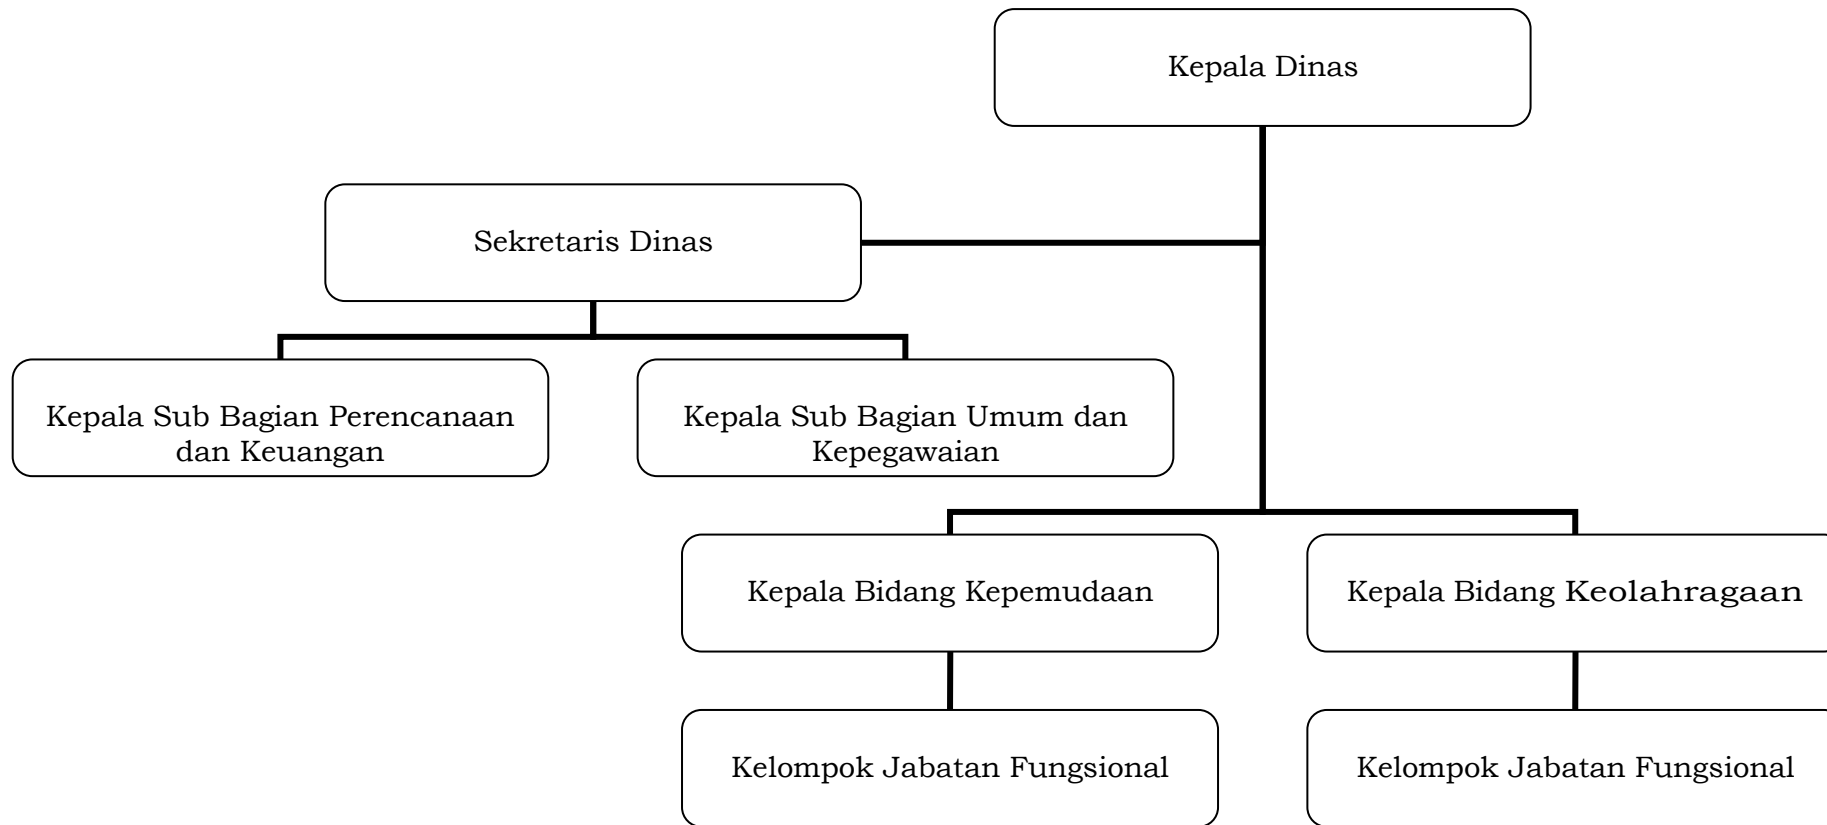 Kepala Dinas
Sekretaris Dinas
Kepala Sub Bagian Perencanaan
dan Keuangan
Kepala Sub Bagian Umum dan
Kepegawaian
Kepala Bidang Kepemudaan
Kepala Bidang Keolahragaan
Kelompok Jabatan Fungsional
Kelompok Jabatan Fungsional